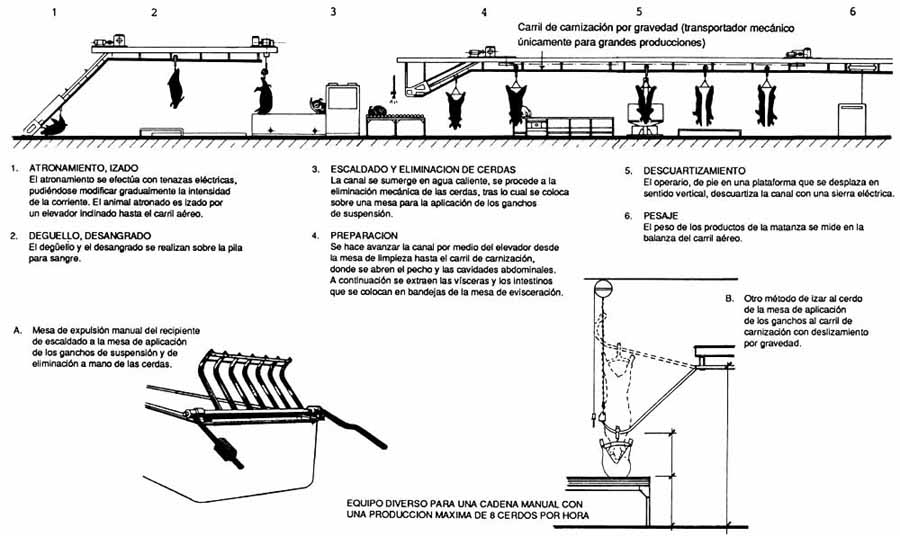 1 2 3 4 5 6
Carril de carnización por gravedad (transportador mecánico
únicamente para grandes producciones)
1. ATRONAMIENTO, IZADO
El atronamiento se efectúa con tenazas eléctricas,
pudiéndose modificar gradualmente la intensidad
de la corriente. El animal atronado es izado por
un elevador indinado hasta el carril aéreo.
2. DEGUELLO, DESANGRADO
El degüello y el desangrado se realizan sobre la pila
para sangre.
3. ESCALDADO Y ELIMINACION DE CERDAS
La canal se sumerge en agua caliente, se procede a la
eliminación mecánica de las cerdas, tras lo cual se coloca
sobre una mesa para la aplicación de los ganchos
de suspensión.
4. PREPARACION
Se hace avanzar la canal por medio del elevador desde
la mesa de limpieza hasta el carril de carnización,
donde se abren el pecho y las cavidades abdominales.
A continuación se extraen las vísceras y los intestinos
que se colocan en bandejas de la mesa de evisceración.
5. DESCUARTIZAMIENTO
El operario, de pie en una plataforma que se desplaza en
sentido vertical, descuartiza la canal con una sierra eléctrica.
6. PESAJE
El peso de los productos de la matanza se mide en la
balanza del carril aéreo.
A. Mesa de expulsión manual del recipiente
de escaldado a la mesa de aplicación
de los ganchos de suspensión y de
eliminación a mano de las cerdas.
B. Otro método de izar al cerdo
de la mesa de aplicación
de los ganchos al carril de
carnización con deslizamiento
por gravedad.
EQUIPO DIVERSO PARA UNA CADENA MANUAL CON
UNA PRODUCCION MAXIMA DE 8 CERDOS POR HORA